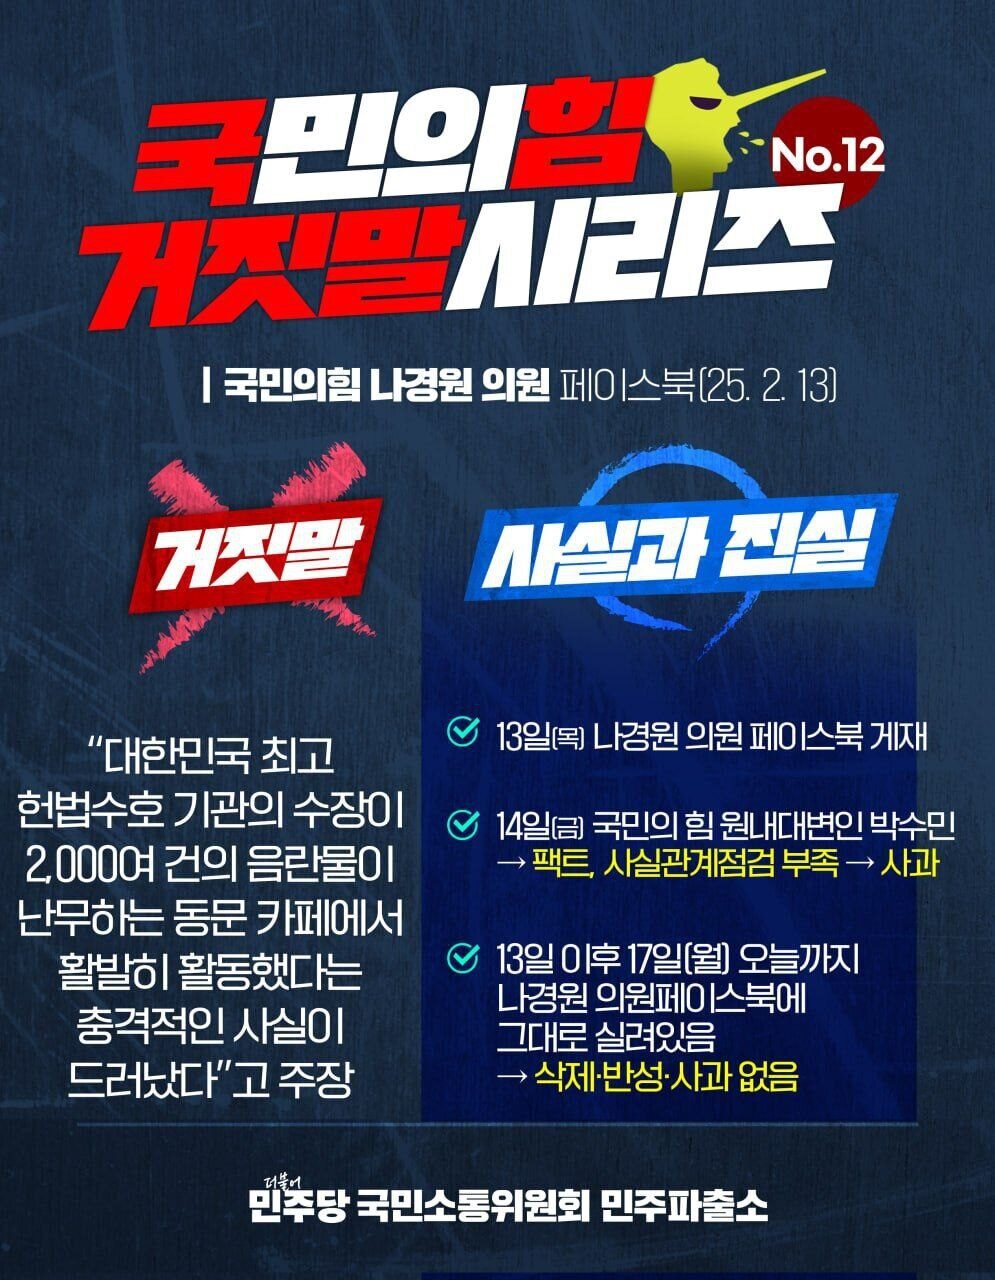 국민의힘
No.12
거짓말시리즈
| 국민의힘 나경원 의원 페이스북(25. 2. 13)
거짓말
"대한민국 최고
헌법수호 기관의 수장이
2,000여 건의 음란물이
난무하는 동문 카페에서
활발히 활동했다는
충격적인 사실이
드러났다"고 주장
사실과 진실
13일(목) 나경원 의원 페이스북 게재
14일(금) 국민의 힘 원내대변인 박수민
→ 팩트, 사실관계점검 부족 → 사과
13일 이후 17일(월) 오늘까지
나경원 의원페이스북에
그대로 실려있음
→ 삭제·반성·사과 없음
더불어
민주당 국민소통위원회 민주파출소